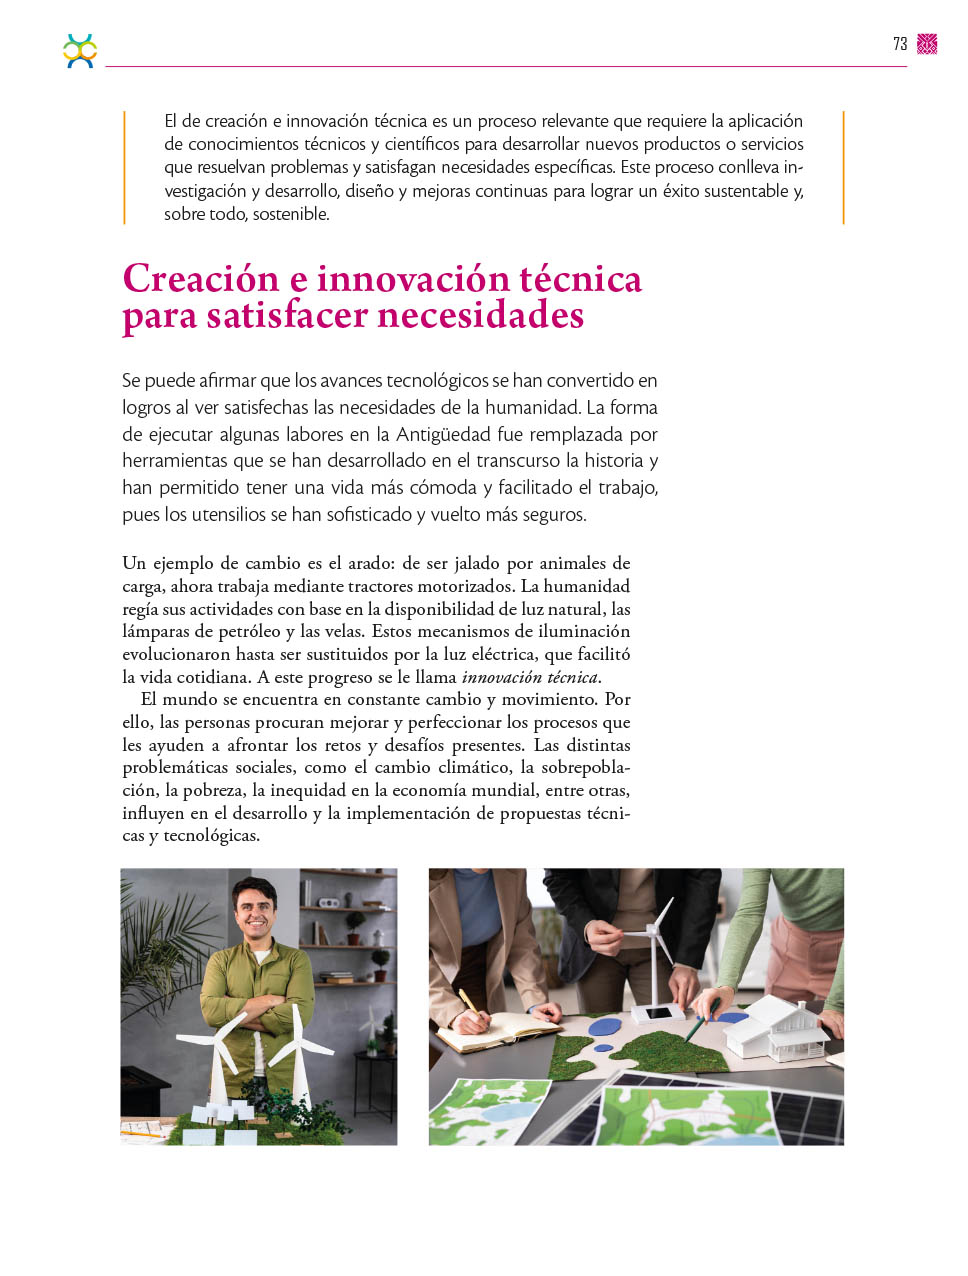 73
El de creación e innovación técnica es un proceso relevante que requiere la aplicación
de conocimientos técnicos y científicos para desarrollar nuevos productos o servicios
que resuelvan problemas y satisfagan necesidades específicas. Este proceso conlleva in-
vestigación y desarrollo, diseño y mejoras continuas para lograr un éxito sustentable y,
sobre todo, sostenible.
Creación e innovación técnica
para satisfacer necesidades
Se puede afirmar que los avances tecnológicos se han convertido en
logros al ver satisfechas las necesidades de la humanidad. La forma
de ejecutar algunas labores en la Antigüedad fue remplazada por
herramientas que se han desarrollado en el transcurso la historia y
han permitido tener una vida más cómoda y facilitado el trabajo,
pues los utensilios se han sofisticado y vuelto más seguros.
Un ejemplo de cambio es el arado: de ser jalado por animales de
carga, ahora trabaja mediante tractores motorizados. La humanidad
regía sus actividades con base en la disponibilidad de luz natural, las
lámparas de petróleo y las velas. Estos mecanismos de iluminación
evolucionaron hasta ser sustituidos por la luz eléctrica, que facilitó
la vida cotidiana. A este progreso se le llama innovación técnica.
El mundo se encuentra en constante cambio y movimiento. Por
ello, las personas procuran mejorar y perfeccionar los procesos que
les ayuden a afrontar los retos y desafíos presentes. Las distintas
problemáticas sociales, como el cambio climático, la sobrepobla-
ción, la pobreza, la inequidad en la economía mundial, entre otras,
influyen en el desarrollo y la implementación de propuestas técni-
cas y tecnológicas.